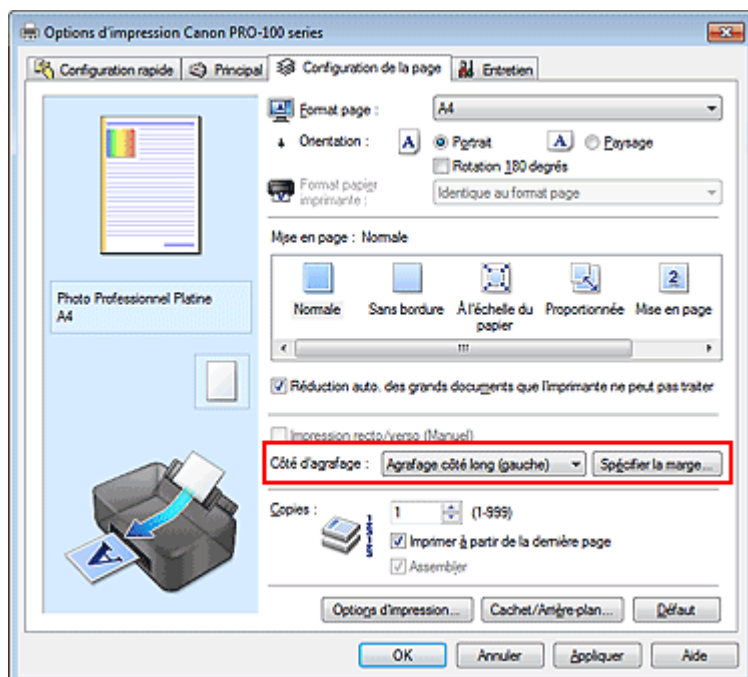 Options d'impression Canon PRO-100 series
Configuration rapide
Principal
Configuration de la page
Entretien
Format page :
A4
Orientation :
A
Portrait
A
Paysage
Rotation 180 degrés
Format papier
imprimante :
Identique au format page
Mise en page : Normale
Normale
Sans bordure
À l'échelle du
papier
Proportionnée
2
Mise en page
Photo Professionnel Platine
A4
Réduction auto. des grands documents que l'imprimante ne peut pas traiter
Impression recto/verso (Manuel)
Côté d'agrafage :
Agrafage côté long (gauche)
Spécifier la marge...
Copies :
1
(1-999)
Imprimer à partir de la dernière page
Assembler
A
Options d'impression...
Cachet/Arrière-plan...
Défaut
OK
Annuler
Appliquer
Aide